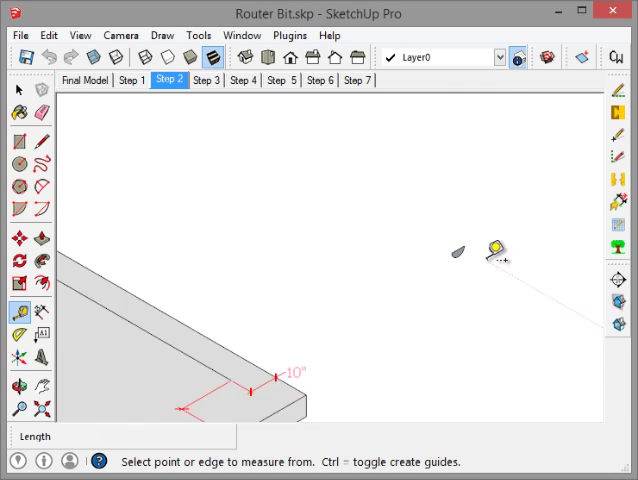 Router Bit.skp - SketchUp Pro
File Edit View Camera Draw Tools Window Plugins Help
Layer0
Final Model Step 1 Step 2 Step 3 Step 4 Step 5 Step 6 Step 7
A1
10"
Length
Select point or edge to measure from. Ctrl = toggle create guides.